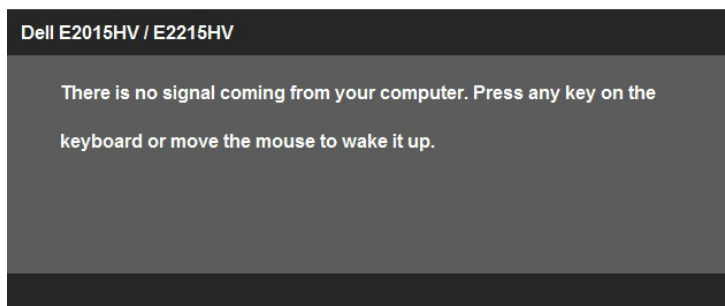 Dell E2015HV / E2215HV
There is no signal coming from your computer. Press any key on the
keyboard or move the mouse to wake it up.